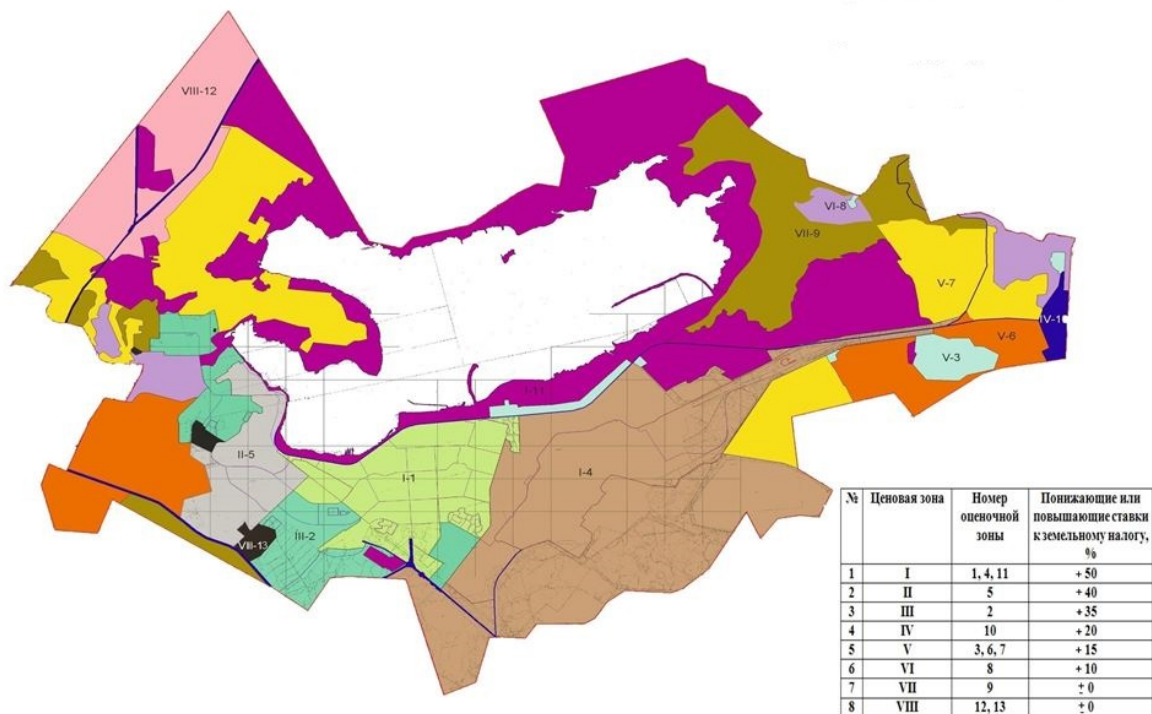 VIII-12
VI-8
VII-9
V-7
IV-1
V-6
V-3
I-11
I-4
I-1
II-5
III-2
VIII-13
№ Ценовая зона Номер оценочной зоны Понижающие или повышающие ставки к земельному налогу, %
1 I 1, 4, 11 + 50
2 II 5 + 40
3 III 2 + 35
4 IV 10 + 20
5 V 3, 6, 7 + 15
6 VI 8 + 10
7 VII 9 ± 0
8 VIII 12, 13 ± 0